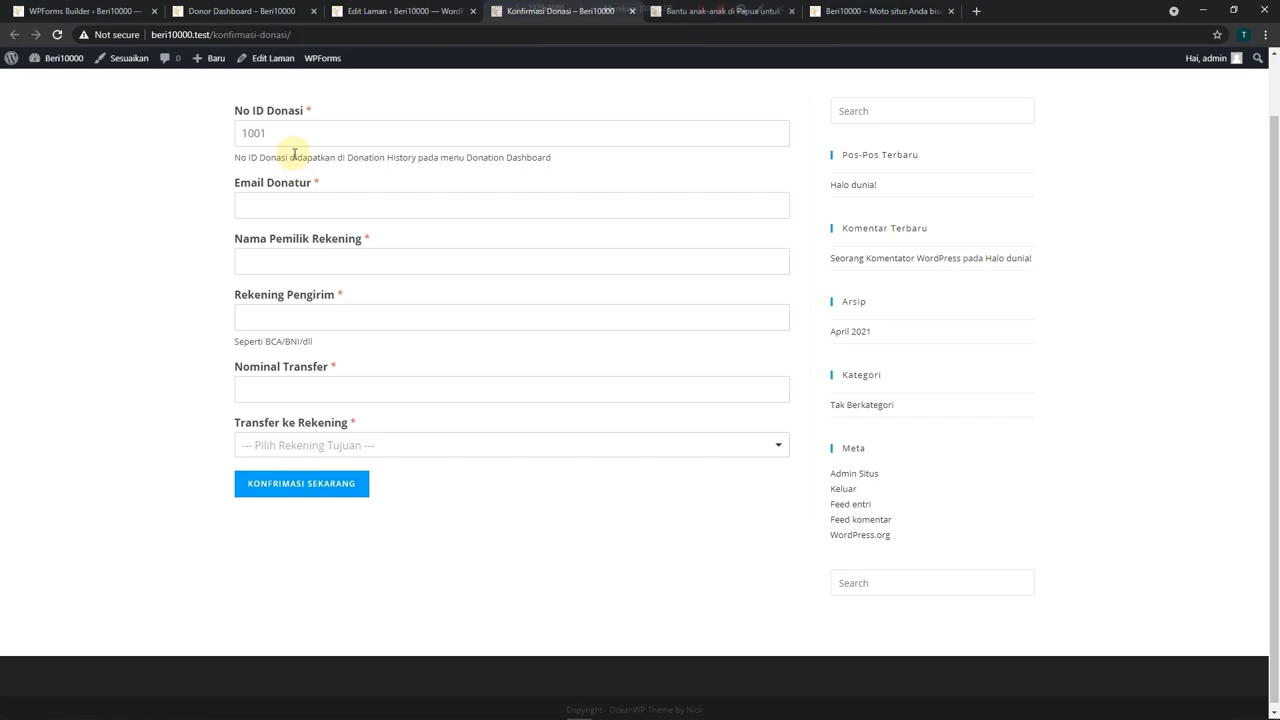 WPForms Builder ‹ Beri10000 —
Donor Dashboard – Beri10000
Edit Laman ‹ Beri10000 — WordP
Konfirmasi Donasi – Beri10000
Bantu anak-anak di Papua untuk
Beri10000 – Moto situs Anda bis
Not secure
beri10000.test/konfirmasi-donasi/
T
Beri10000
Sesuaikan
0
Baru
Edit Laman
WPForms
Hai, admin
No ID Donasi *
1001
No ID Donasi didapatkan di Donation History pada menu Donation Dashboard
Email Donatur *
Nama Pemilik Rekening *
Rekening Pengirim *
Seperti BCA/BNI/dll
Nominal Transfer *
Transfer ke Rekening *
--- Pilih Rekening Tujuan ---
KONFRIMASI SEKARANG
Search
Pos-Pos Terbaru
Halo dunia!
Komentar Terbaru
Seorang Komentator WordPress pada Halo dunia!
Arsip
April 2021
Kategori
Tak Berkategori
Meta
Admin Situs
Keluar
Feed entri
Feed komentar
WordPress.org
Search
Copyright - OceanWP Theme by Nick